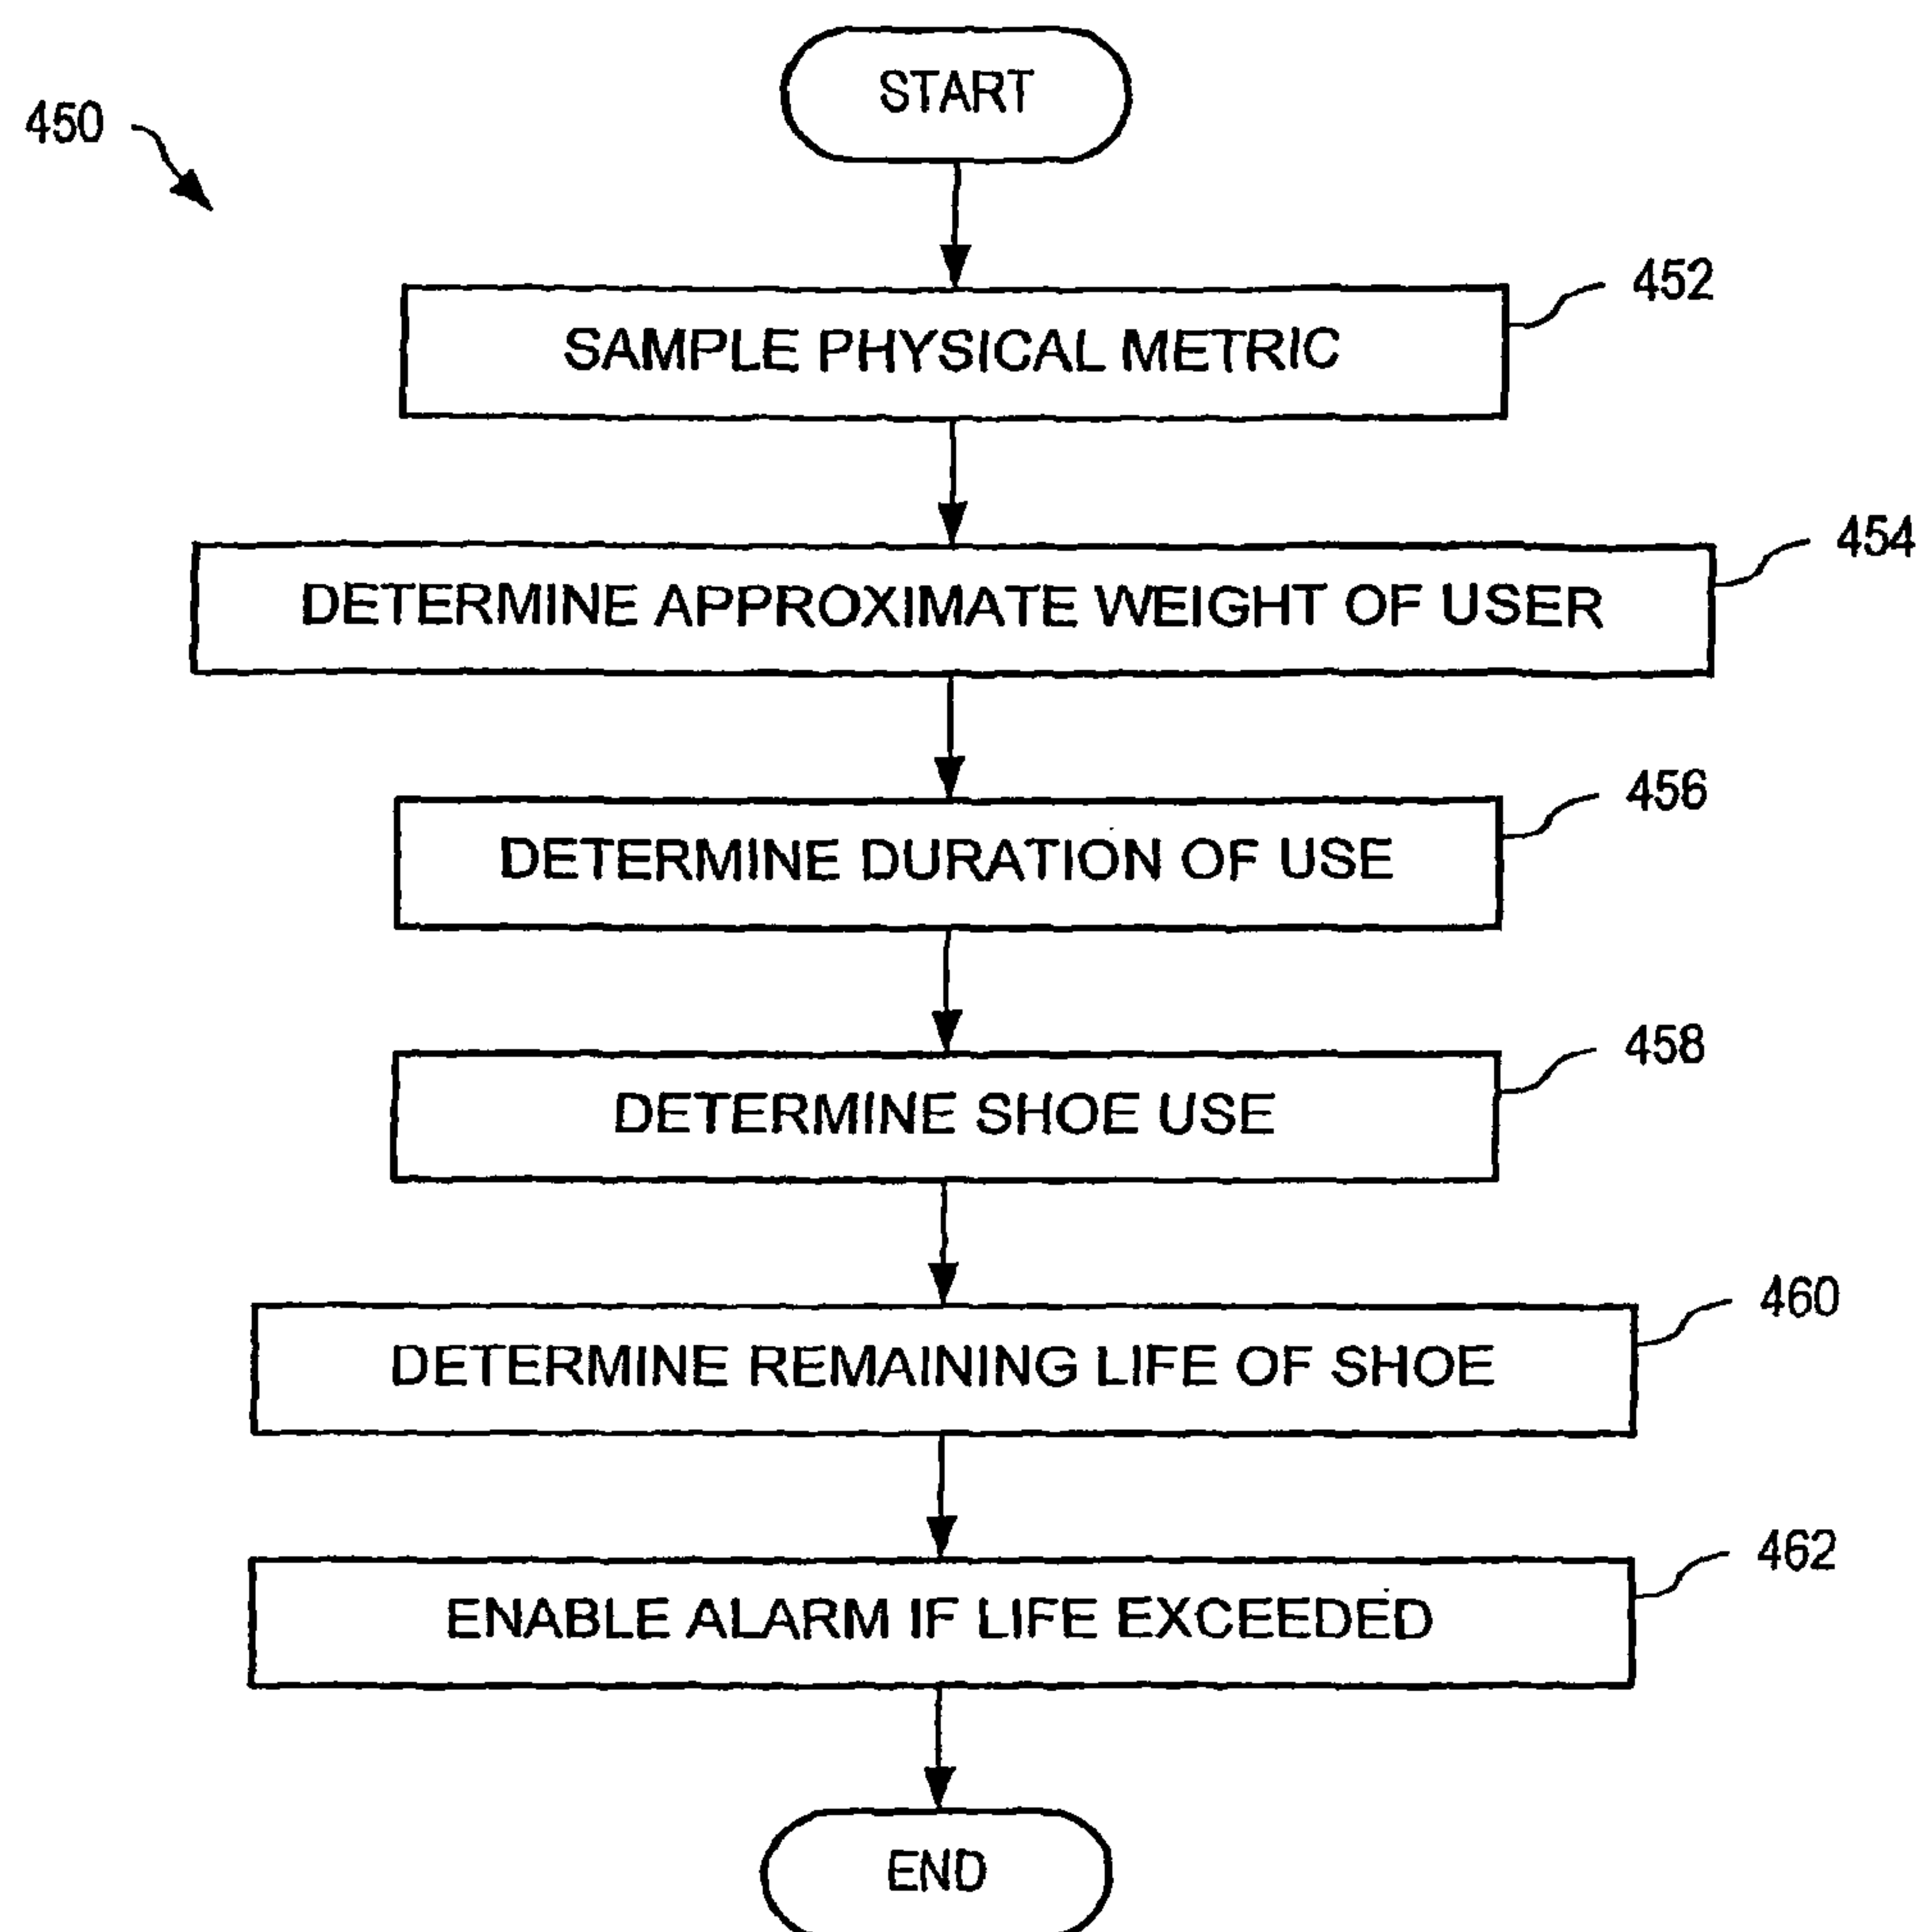 START
450
452
SAMPLE PHYSICAL METRIC
454
DETERMINE APPROXIMATE WEIGHT OF USER
456
DETERMINE DURATION OF USE
458
DETERMINE SHOE USE
460
DETERMINE REMAINING LIFE OF SHOE
462
ENABLE ALARM IF LIFE EXCEEDED
END